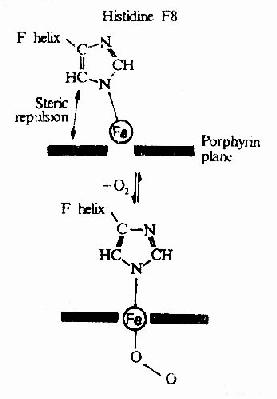 Histidine F8
F helix
C
N
HC
CH
N
Steric
repulsion
Fe
Porphyrin
plane
-O₂
F helix
C
N
HC
CH
N
Fe
O
O